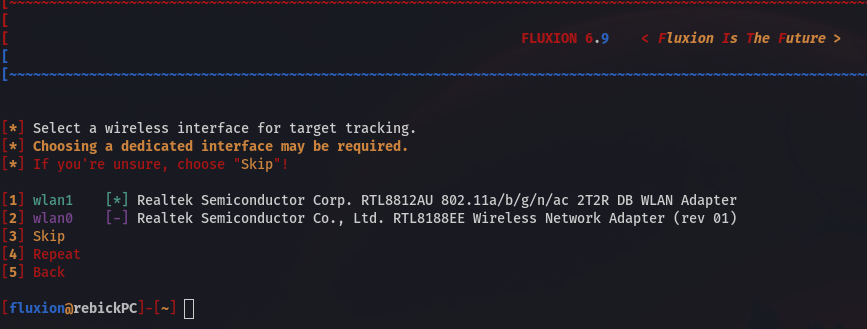 FLUXION 6.9 < Fluxion Is The Future >
[*] Select a wireless interface for target tracking.
[*] Choosing a dedicated interface may be required.
[*] If you're unsure, choose "Skip"!
[1] wlan1 [*] Realtek Semiconductor Corp. RTL8812AU 802.11a/b/g/n/ac 2T2R DB WLAN Adapter
[2] wlan0 [-] Realtek Semiconductor Co., Ltd. RTL8188EE Wireless Network Adapter (rev 01)
[3] Skip
[4] Repeat
[5] Back
[fluxion@rebickPC]-[~]